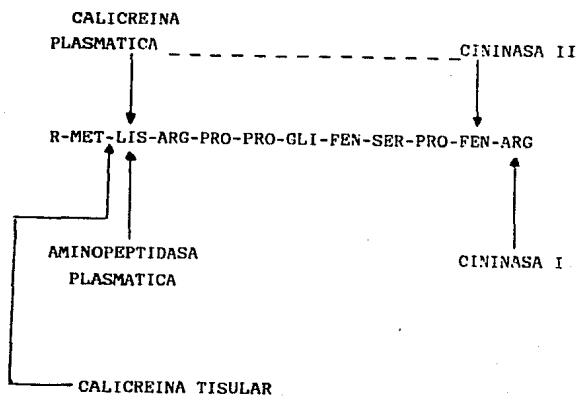 CALICREINA
PLASMATICA
CININASA II
R-MET-LIS-ARG-PRO-PRO-GLI-FEN-SER-PRO-FEN-ARG
AMINOPEPTIDASA
PLASMATICA
CININASA I
CALICREINA TISULAR